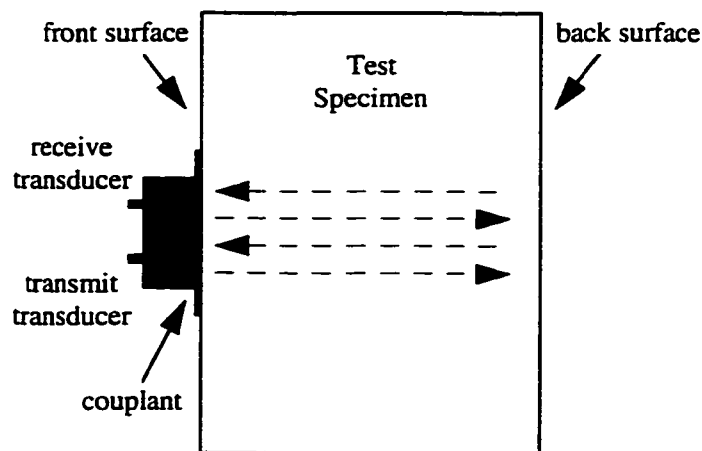 front surface
back surface
Test
Specimen
receive
transducer
transmit
transducer
couplant